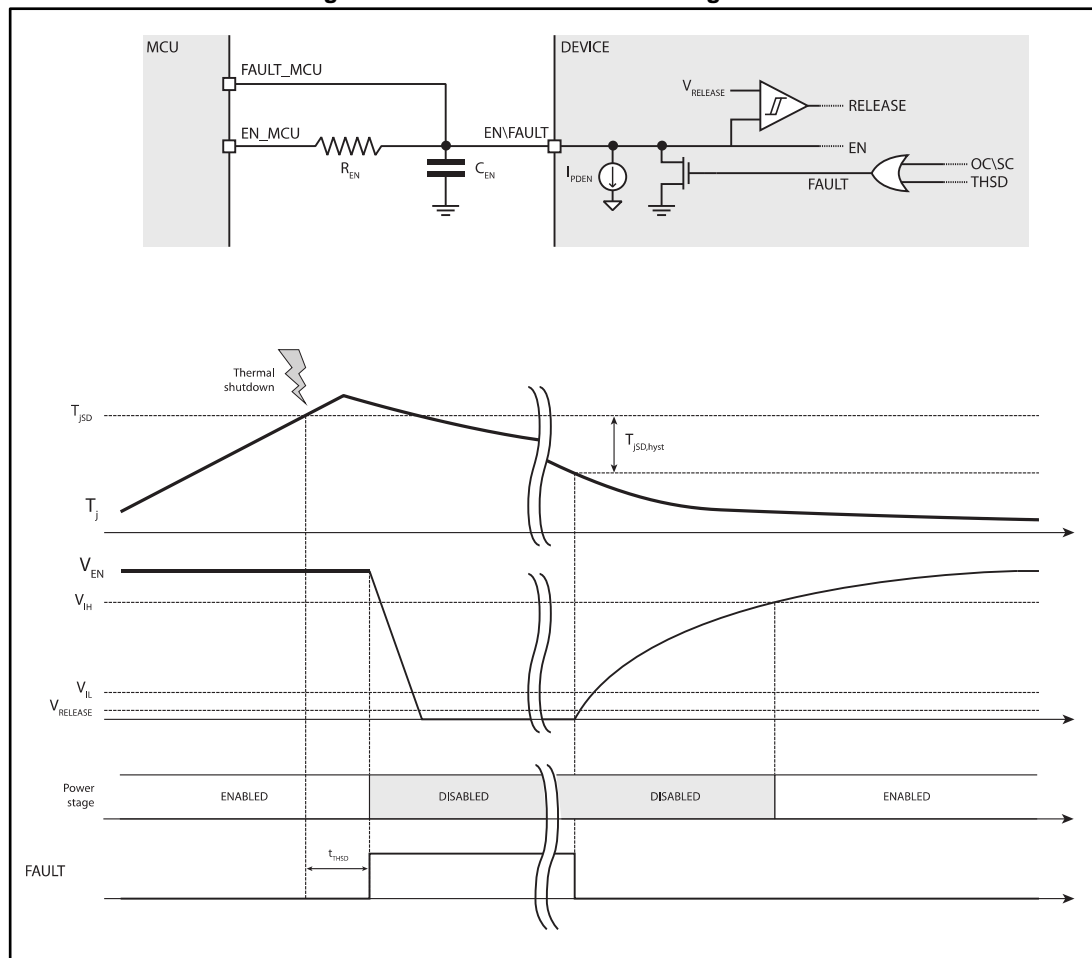 MCU
DEVICE
FAULT_MCU
V_RELEASE
RELEASE
EN_MCU
EN\FAULT
EN
R_EN
C_EN
I_PDEN
OC\SC
FAULT
THSD
Thermal
shutdown
T_jSD
T_jSD,hyst
T_j
V_EN
V_IH
V_IL
V_RELEASE
Power
stage
ENABLED
DISABLED
DISABLED
ENABLED
t_THSD
FAULT